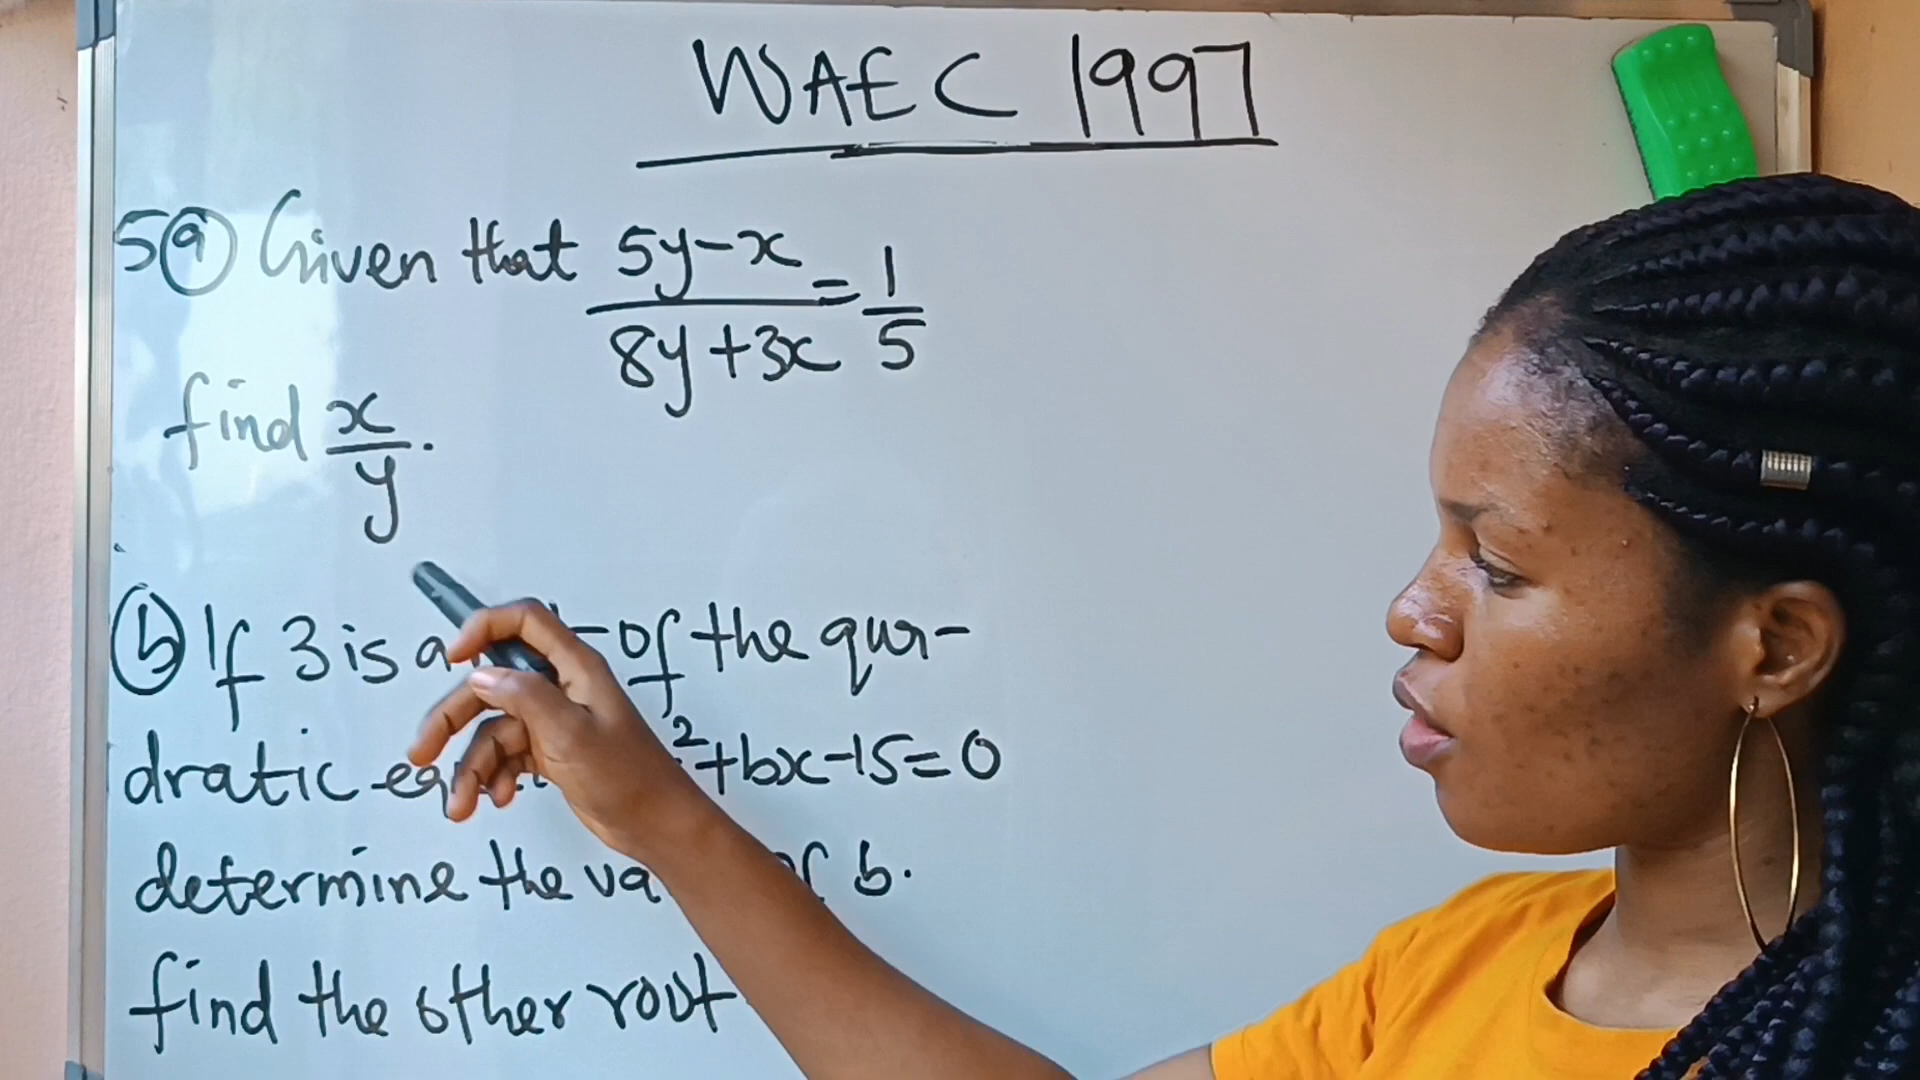 WAEC 1997
5(a) Given that 5y-x/8y+3x = 1/5
find x/y.
(b) If 3 is a of the qua-
dratic ²+bx-15=0
determine the b.
find the other root